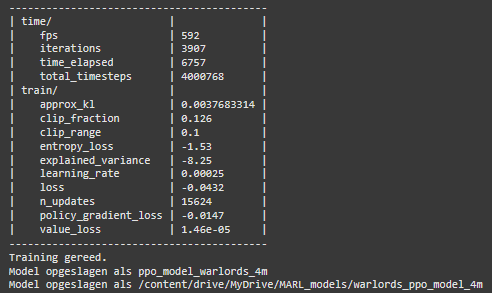 -----------------------------------------
| time/                   |              |
|    fps                  | 592          |
|    iterations           | 3907         |
|    time_elapsed         | 6757         |
|    total_timesteps      | 4000768      |
| train/                  |              |
|    approx_kl            | 0.0037683314 |
|    clip_fraction        | 0.126        |
|    clip_range           | 0.1          |
|    entropy_loss         | -1.53        |
|    explained_variance   | -8.25        |
|    learning_rate        | 0.00025      |
|    loss                 | -0.0432      |
|    n_updates            | 15624        |
|    policy_gradient_loss | -0.0147      |
|    value_loss           | 1.46e-05     |
-----------------------------------------
Training gereed.
Model opgeslagen als ppo_model_warlords_4m
Model opgeslagen als /content/drive/MyDrive/MARL_models/warlords_ppo_model_4m